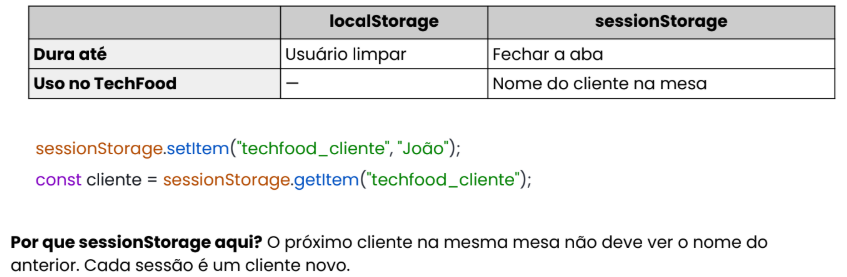 localStorage sessionStorage
Dura até Usuário limpar Fechar a aba
Uso no TechFood — Nome do cliente na mesa
sessionStorage.setItem("techfood_cliente", "João");
const cliente = sessionStorage.getItem("techfood_cliente");
Por que sessionStorage aqui? O próximo cliente na mesma mesa não deve ver o nome do
anterior. Cada sessão é um cliente novo.